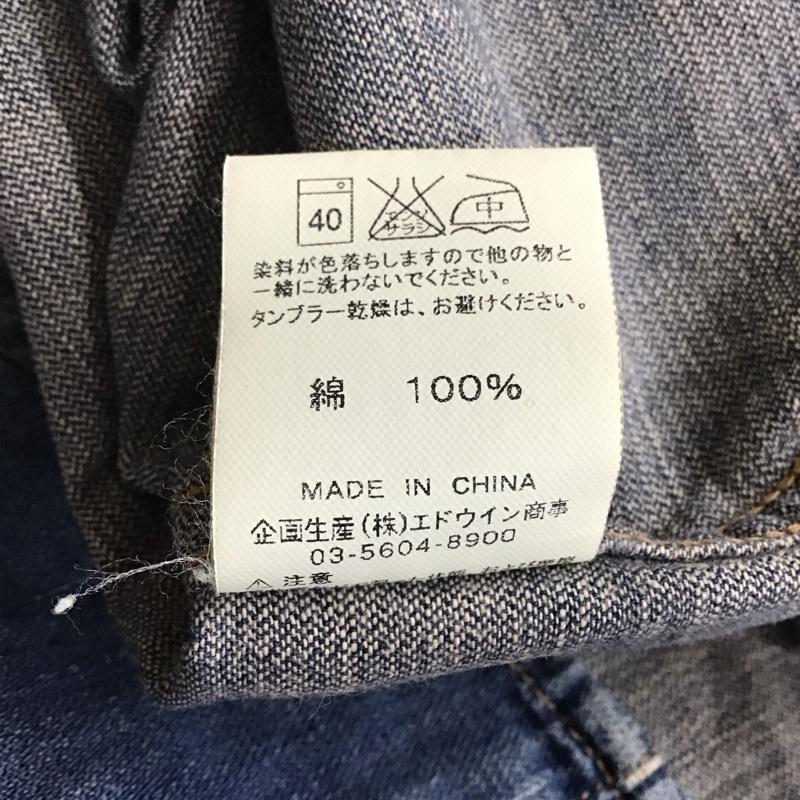 40
エンソ
サラシ
中
染料が色落ちしますので他の物と
一緒に洗わないでください。
タンブラー乾燥は、お避けください。
綿 100%
MADE IN CHINA
企画生産(株)エドウイン商事
03-5604-8900
注意